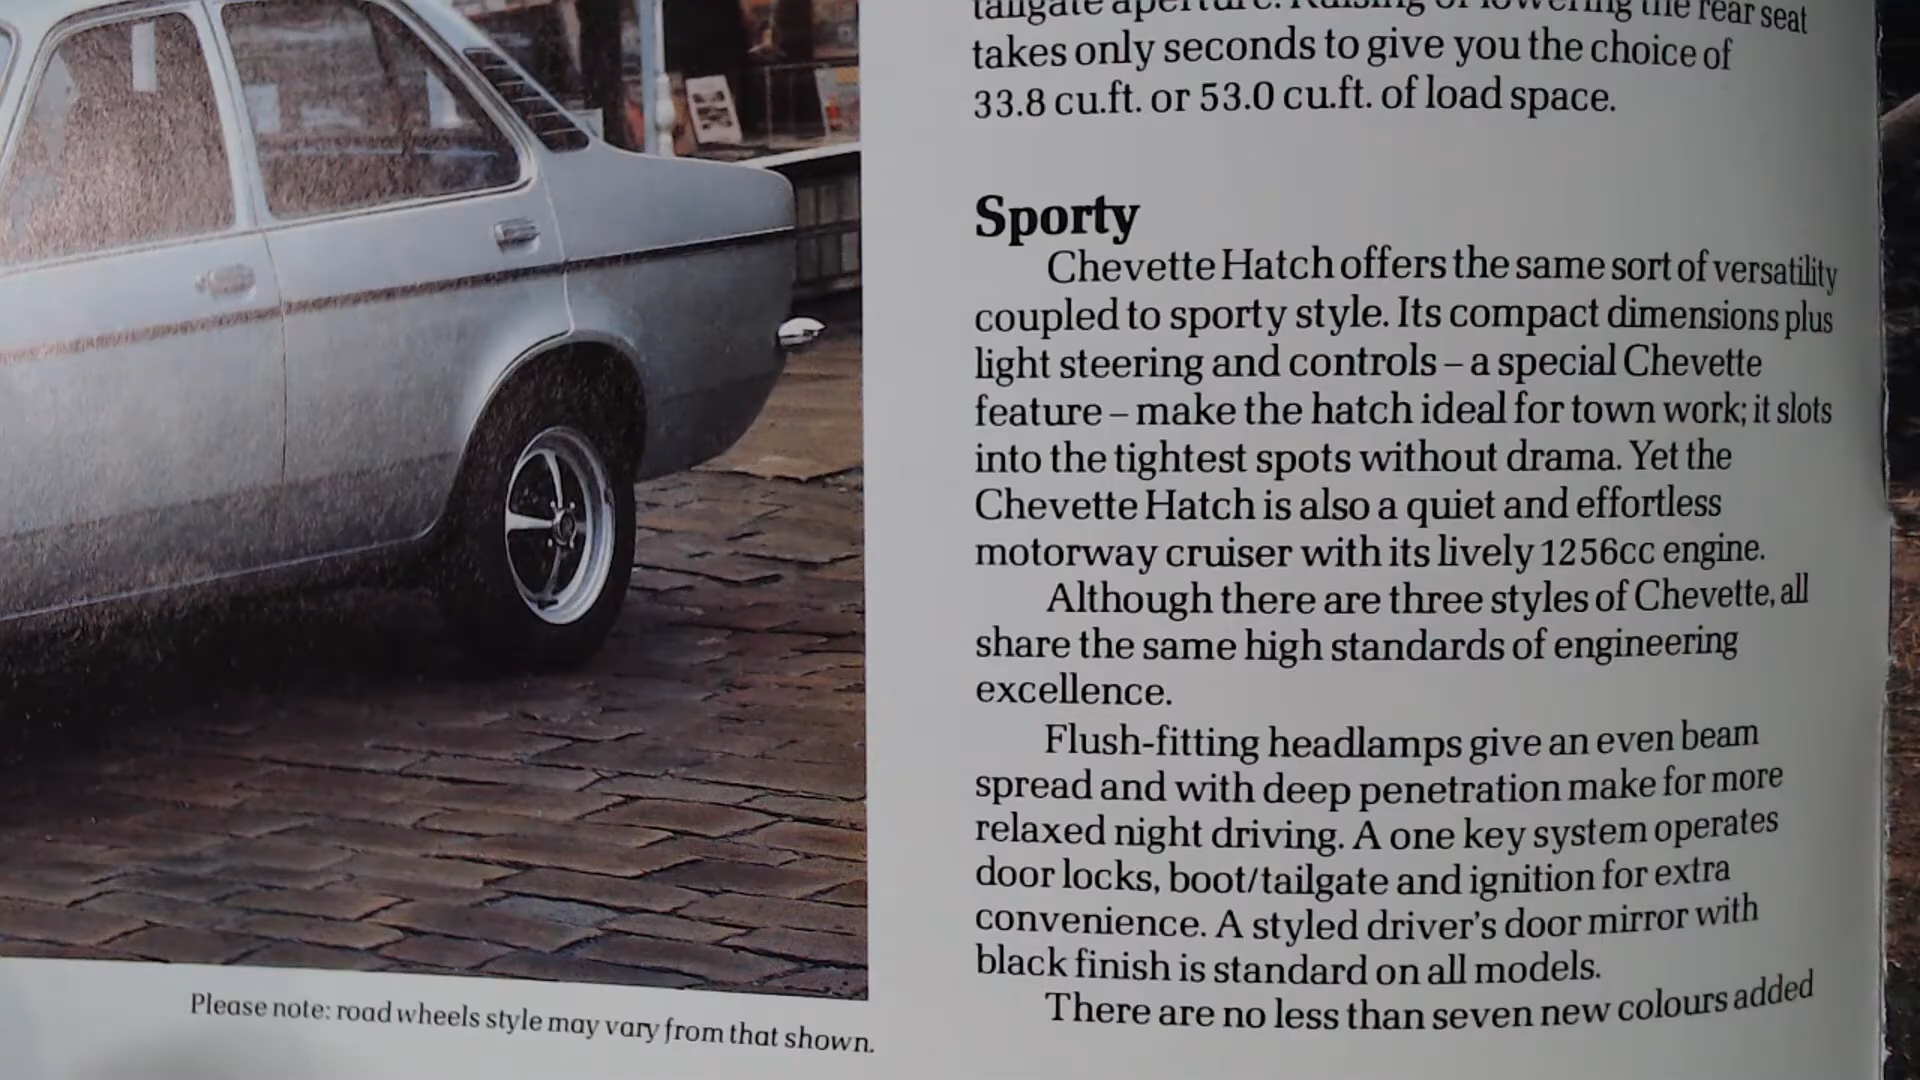 tailgate aperture. Raising or lowering the rear seat
takes only seconds to give you the choice of
33.8 cu.ft. or 53.0 cu.ft. of load space.
Sporty
Chevette Hatch offers the same sort of versatility
coupled to sporty style. Its compact dimensions plus
light steering and controls – a special Chevette
feature – make the hatch ideal for town work; it slots
into the tightest spots without drama. Yet the
Chevette Hatch is also a quiet and effortless
motorway cruiser with its lively 1256cc engine.
Although there are three styles of Chevette, all
share the same high standards of engineering
excellence.
Flush-fitting headlamps give an even beam
spread and with deep penetration make for more
relaxed night driving. A one key system operates
door locks, boot/tailgate and ignition for extra
convenience. A styled driver's door mirror with
black finish is standard on all models.
There are no less than seven new colours added
Please note: road wheels style may vary from that shown.